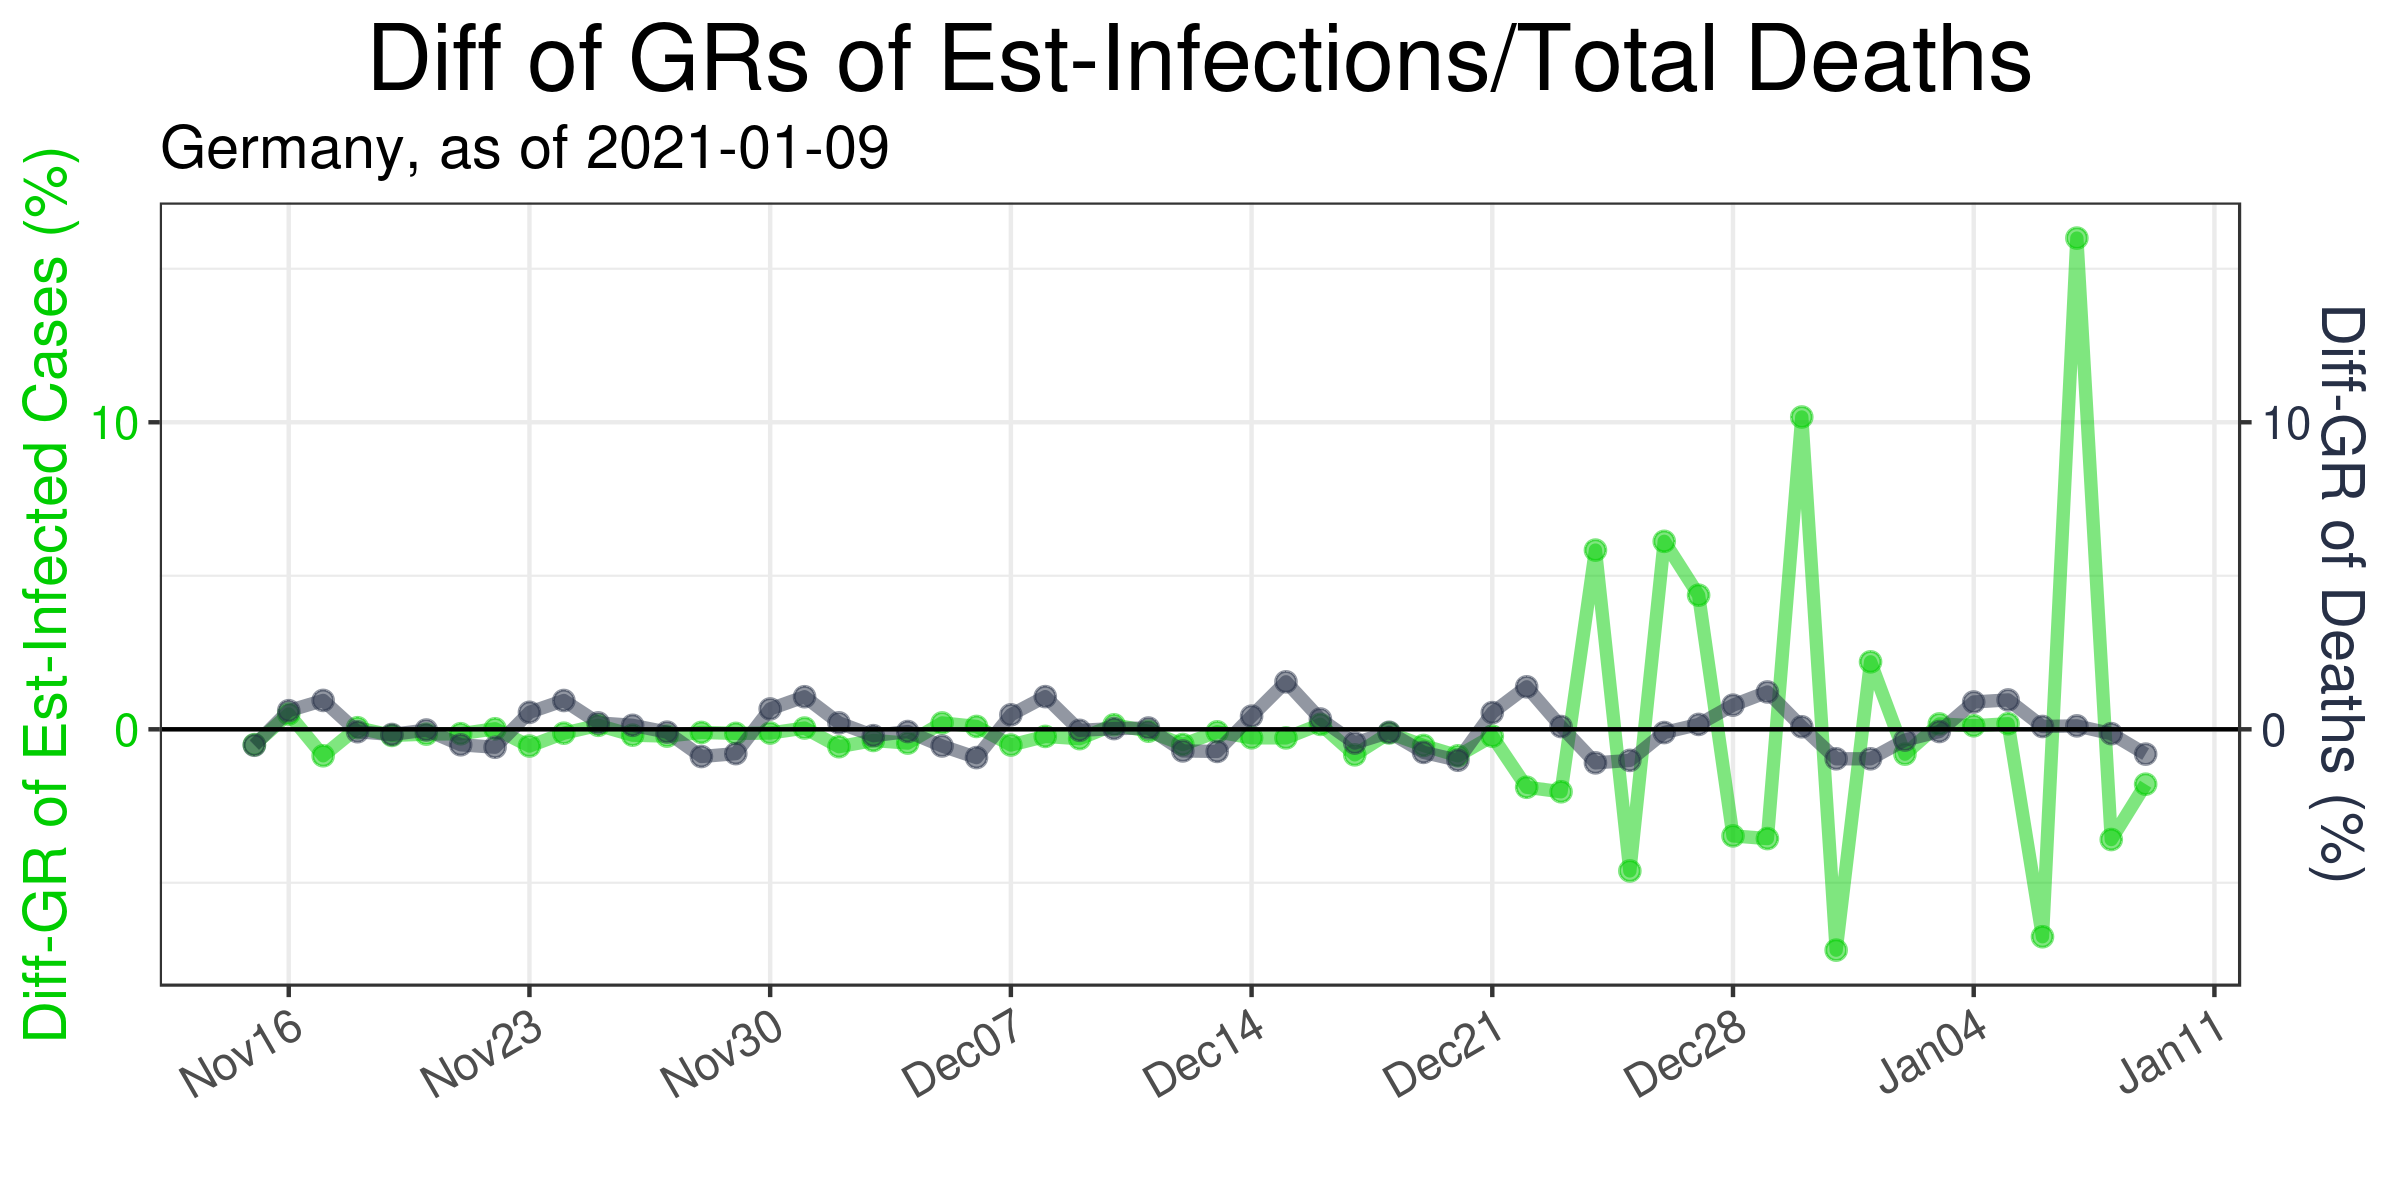 Diff of GRs of Est-Infections/Total Deaths
Germany, as of 2021-01-09
Diff-GR of Est-Infected Cases (%)
10
0
10
0
Diff-GR of Deaths (%)
Nov16
Nov23
Nov30
Dec07
Dec14
Dec21
Dec28
Jan04
Jan11